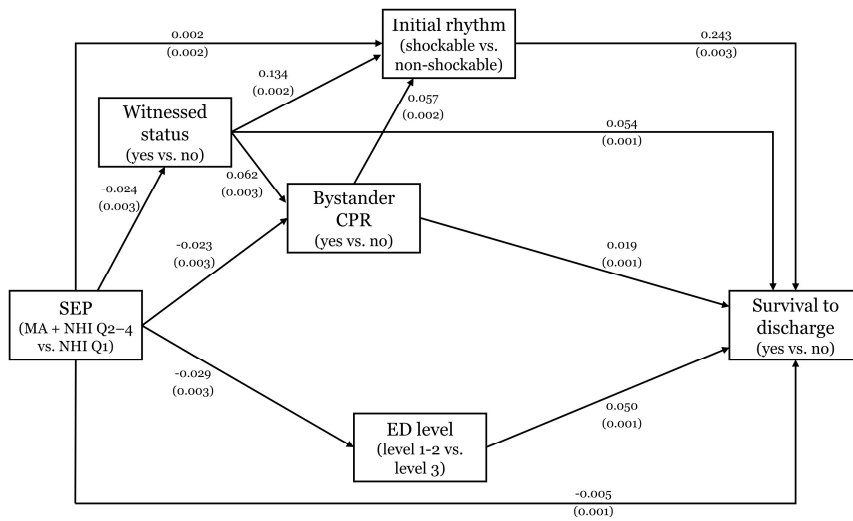 Initial rhythm
(shockable vs.
non-shockable)
0.002
(0.002)
0.243
(0.003)
0.134
(0.002)
0.057
(0.002)
Witnessed
status
(yes vs. no)
0.054
(0.001)
0.062
(0.003)
-0.024
(0.003)
Bystander
CPR
(yes vs. no)
-0.023
(0.003)
0.019
(0.001)
SEP
(MA + NHI Q2–4
vs. NHI Q1)
Survival to
discharge
(yes vs. no)
-0.029
(0.003)
0.050
(0.001)
ED level
(level 1-2 vs.
level 3)
-0.005
(0.001)